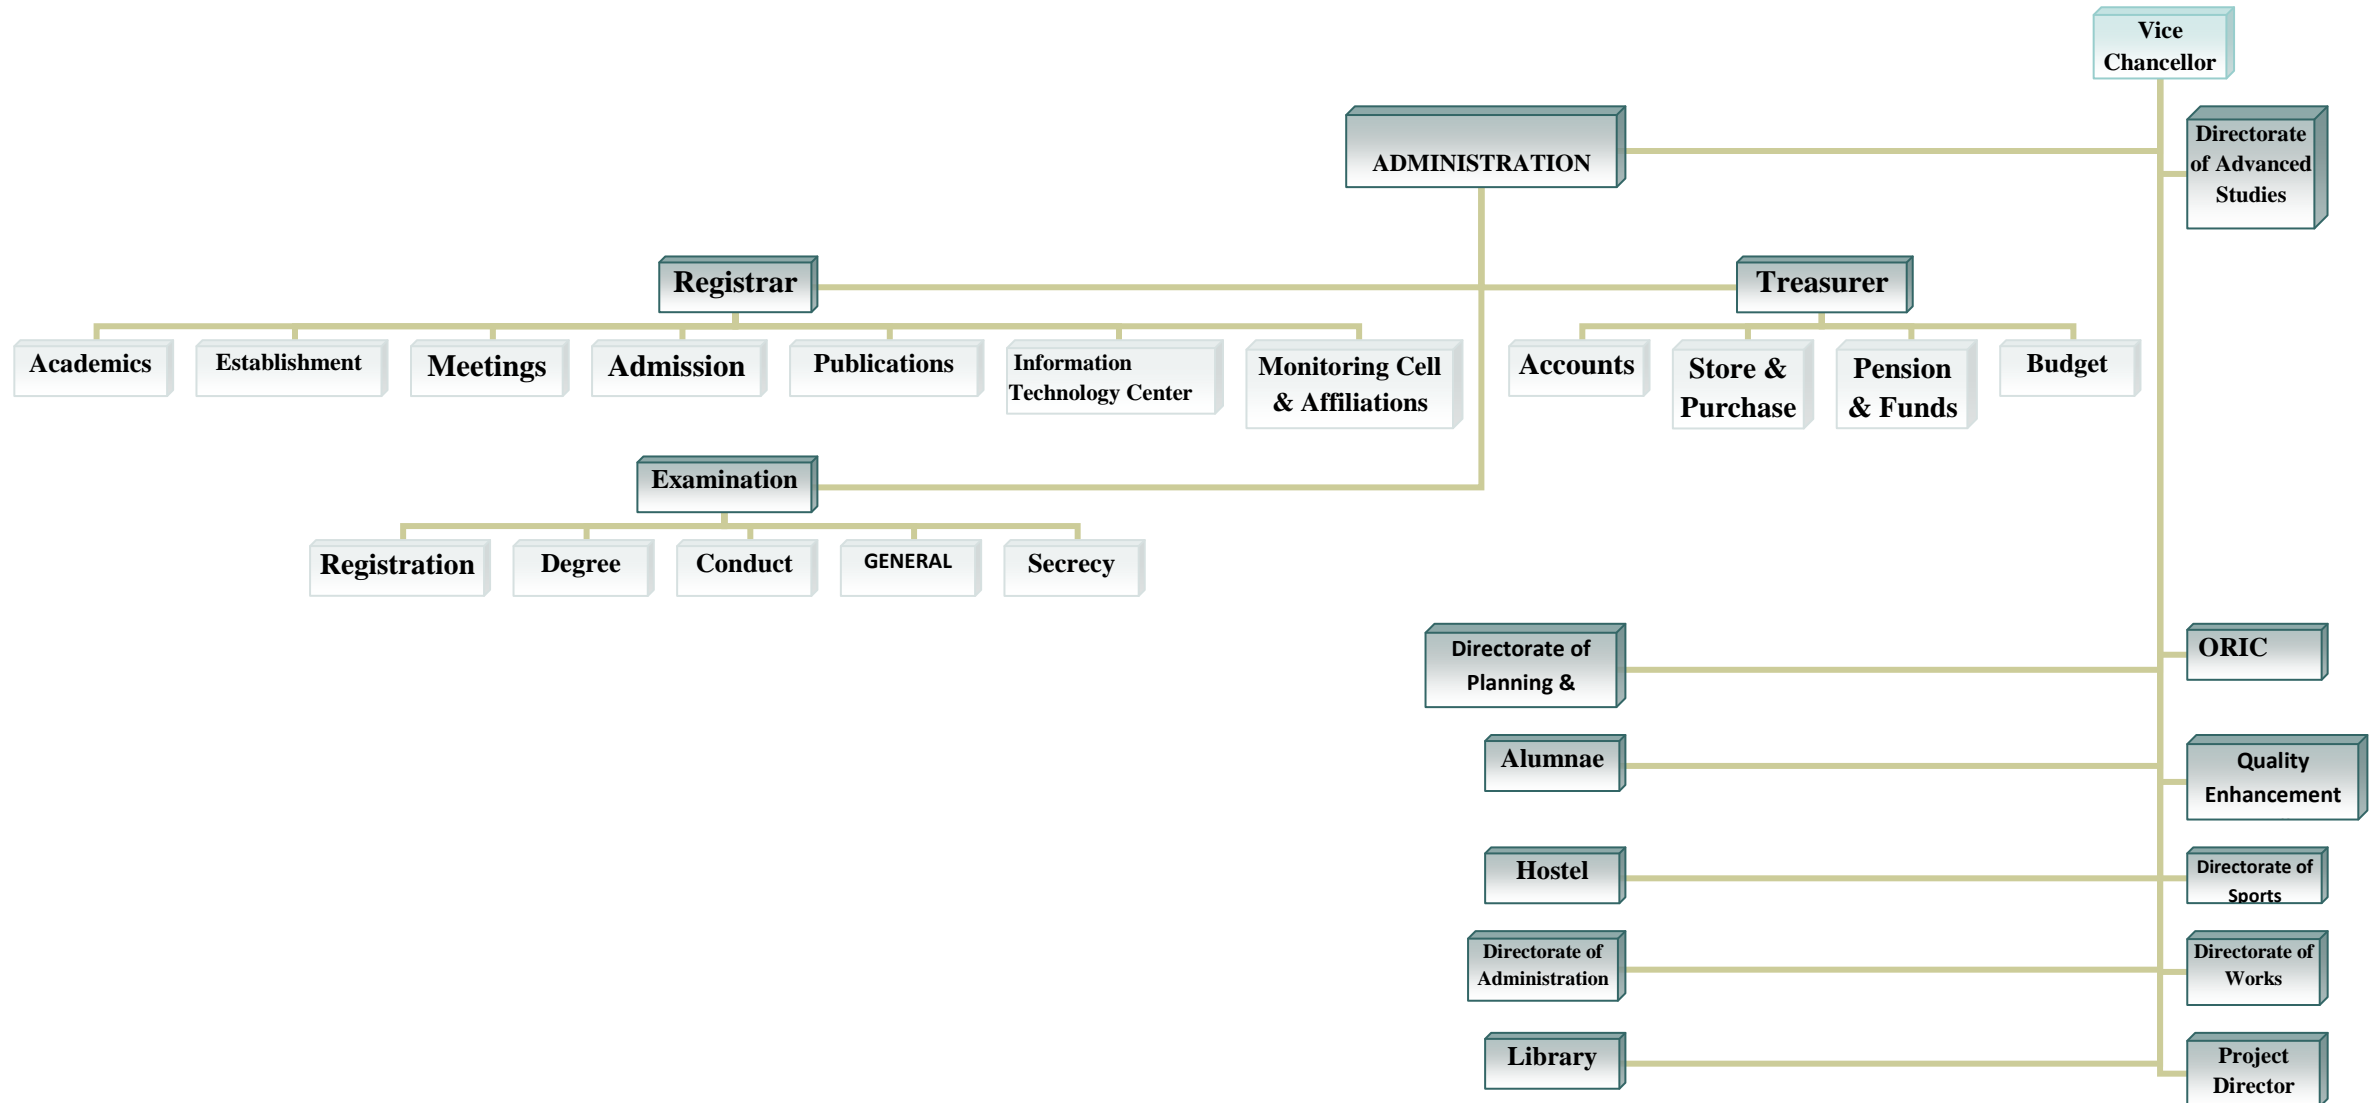 Vice
Chancellor
ADMINISTRATION
Directorate
of Advanced
Studies
Registrar
Treasurer
Academics
Establishment
Meetings
Admission
Publications
Information
Technology Center
Monitoring Cell
& Affiliations
Accounts
Store &
Purchase
Pension
& Funds
Budget
Examination
Registration
Degree
Conduct
GENERAL
Secrecy
Directorate of
Planning &
ORIC
Alumnae
Quality
Enhancement
Hostel
Directorate of
Sports
Directorate of
Administration
Directorate of
Works
Library
Project
Director